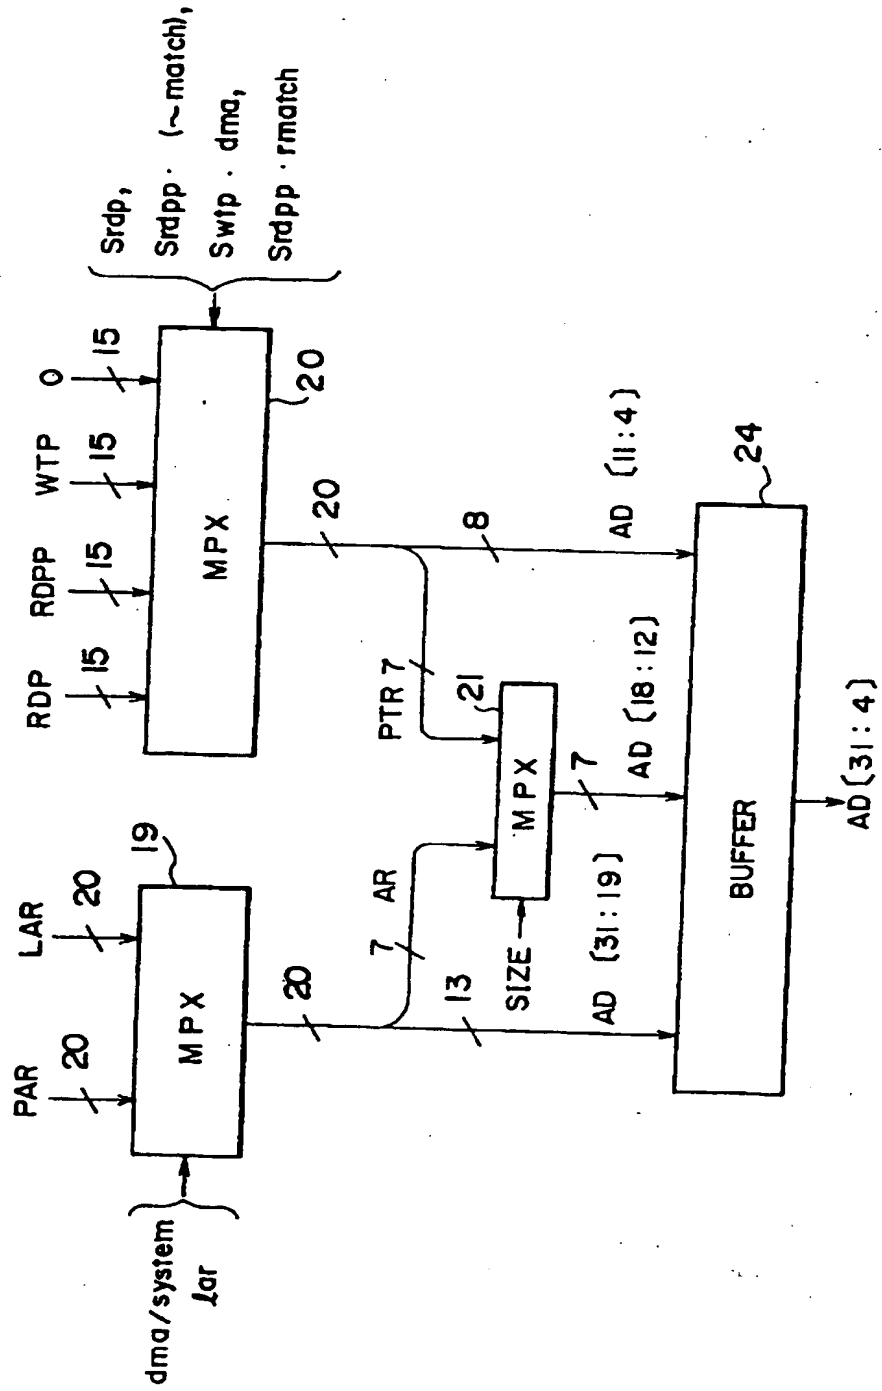 PAR
20
LAR
20
RDP
15
RDPP
15
WTP
15
0
15
dma/system
lar
MPX
19
MPX
20
Srdp,
Srdpp · (~match),
Swtp · dma,
Srdpp · rmatch
20
20
7
AR
PTR 7
21
SIZE
MPX
13
7
8
AD [31:19]
AD [18:12]
AD [11:4]
BUFFER
24
AD[31:4]